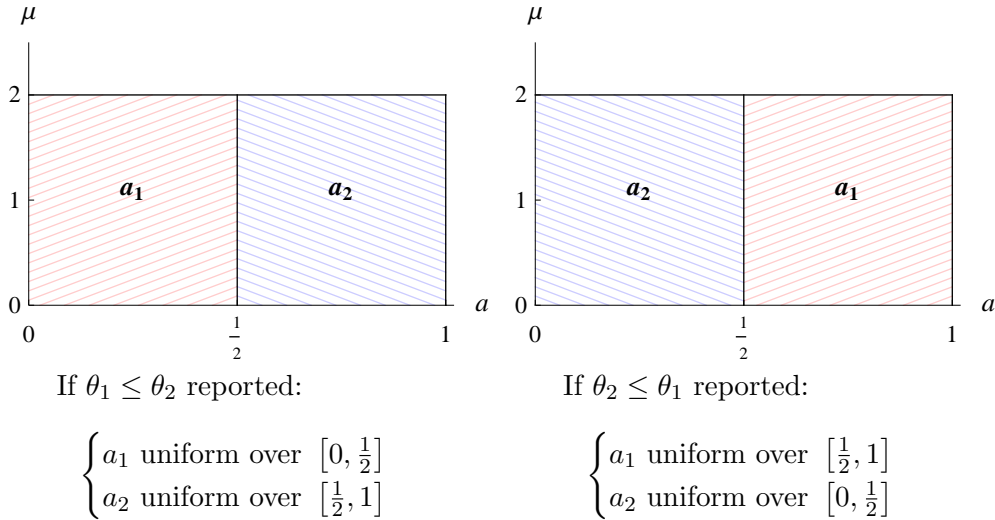 μ
2
a₁
a₂
1
0
a
0
1/2
1
If θ₁ ≤ θ₂ reported:
a₁ uniform over [0, 1/2]
a₂ uniform over [1/2, 1]
μ
2
a₂
a₁
1
0
a
0
1/2
1
If θ₂ ≤ θ₁ reported:
a₁ uniform over [1/2, 1]
a₂ uniform over [0, 1/2]